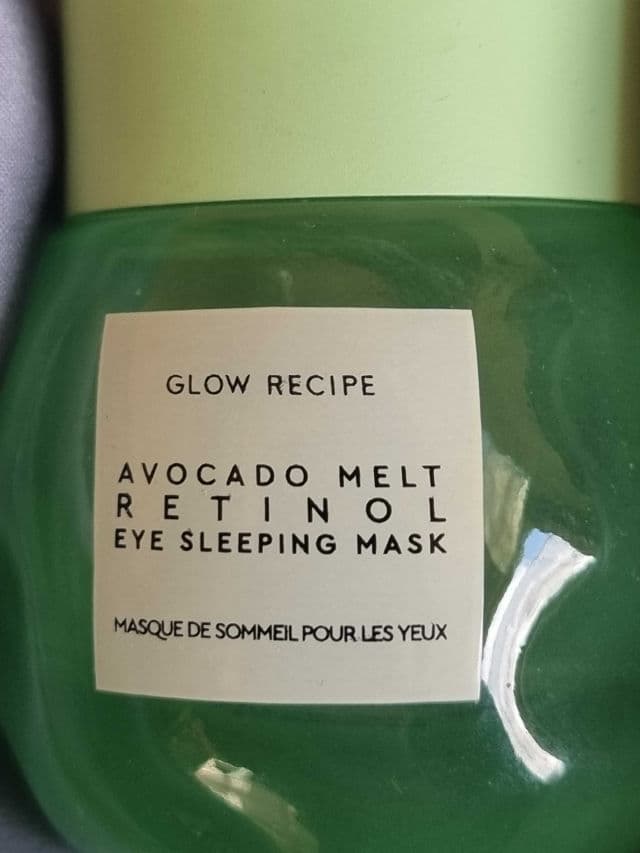 GLOW RECIPE
AVOCADO MELT
RETINOL
EYE SLEEPING MASK
MASQUE DE SOMMEIL POUR LES YEUX